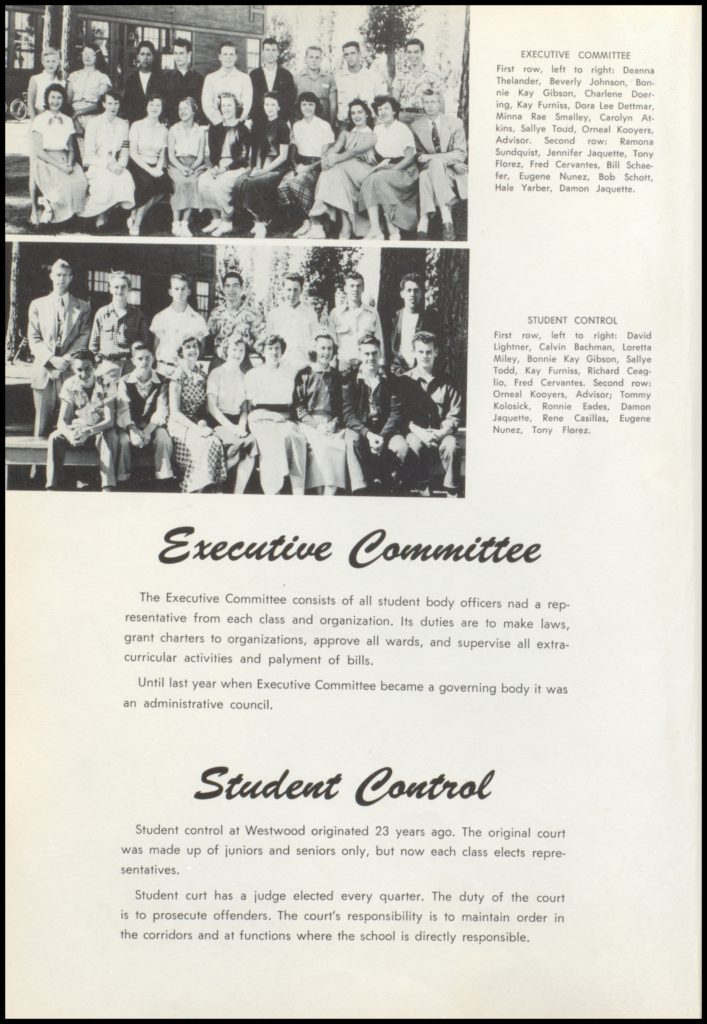 EXECUTIVE COMMITTEE
First row, left to right: Deanna
Thelander, Beverly Johnson, Bon-
nie Kay Gibson, Charlene Doer-
ing, Kay Furniss, Dora Lee Dettmar,
Minna Rae Smalley, Carolyn At-
kins, Sallye Todd, Orneal Kooyers,
Advisor. Second row: Ramona
Sundquist, Jennifer Jaquette, Tony
Florez, Fred Cervantes, Bill Schae-
fer, Eugene Nunez, Bob Schott,
Hale Yarber, Damon Jaquette.
STUDENT CONTROL
First row, left to right: David
Lightner, Calvin Bachman, Loretta
Miley, Bonnie Kay Gibson, Sallye
Todd, Kay Furniss, Richard Ceag-
lio, Fred Cervantes. Second row:
Orneal Kooyers, Advisor; Tommy
Kolosick, Ronnie Eades, Damon
Jaquette, Rene Casillas, Eugene
Nunez, Tony Florez.
Executive Committee
The Executive Committee consists of all student body officers nad a rep-
resentative from each class and organization. Its duties are to make laws,
grant charters to organizations, approve all wards, and supervise all extra-
curricular activities and palyment of bills.
Until last year when Executive Committee became a governing body it was
an administrative council.
Student Control
Student control at Westwood originated 23 years ago. The original court
was made up of juniors and seniors only, but now each class elects repre-
sentatives.
Student curt has a judge elected every quarter. The duty of the court
is to prosecute offenders. The court's responsibility is to maintain order in
the corridors and at functions where the school is directly responsible.